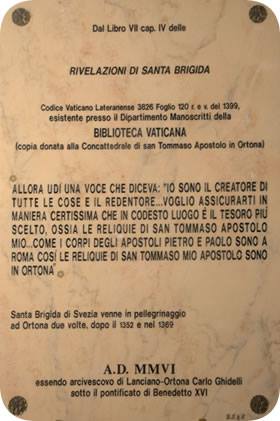 Dal Libro VII cap. IV delle
RIVELAZIONI DI SANTA BRIGIDA
Codice Vaticano Lateranense 3826 Foglio 120 r. e v. del 1399,
esistente presso il Dipartimento Manoscritti della
BIBLIOTECA VATICANA
(copia donata alla Concattedrale di san Tommaso Apostolo in Ortona)
ALLORA UDÍ UNA VOCE CHE DICEVA: "IO SONO IL CREATORE DI
TUTTE LE COSE E IL REDENTORE...VOGLIO ASSICURARTI IN
MANIERA CERTISSIMA CHE IN CODESTO LUOGO É IL TESORO PIÚ
SCELTO, OSSIA LE RELIQUIE DI SAN TOMMASO APOSTOLO
MIO...COME I CORPI DEGLI APOSTOLI PIETRO E PAOLO SONO A
ROMA COSÍ LE RELIQUIE DI SAN TOMMASO MIO APOSTOLO SONO
IN ORTONA"
Santa Brigida di Svezia venne in pellegrinaggio
ad Ortona due volte, dopo il 1352 e nel 1369
A.D. MMVI
essendo arcivescovo di Lanciano-Ortona Carlo Ghidelli
sotto il pontificato di Benedetto XVI